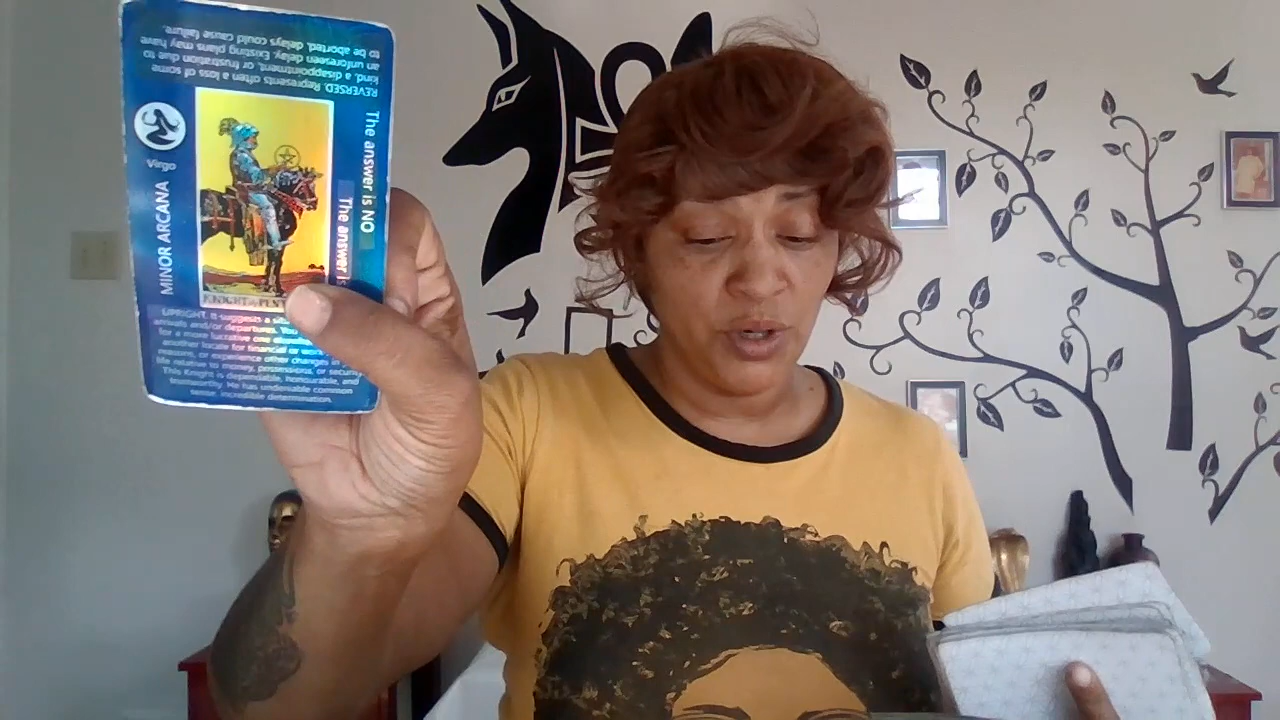 REVERSED. Represents often a loss of some
kind, a disappointment, or frustration due to
an unforeseen delay. Existing plans may have
to be aborted, delays could cause failure.
The answer is NO
The answer is
Virgo
MINOR ARCANA
KNIGHT of PENT
UPRIGHT. It suggests a
arrivals and/or departures. You
for a more lucrative one
another locale for financial or work
reasons, or experience other changes in
life relative to money, possessions, or security
This Knight is dependable, honourable, and
trustworthy. He has undeniable common
sense, incredible determination.